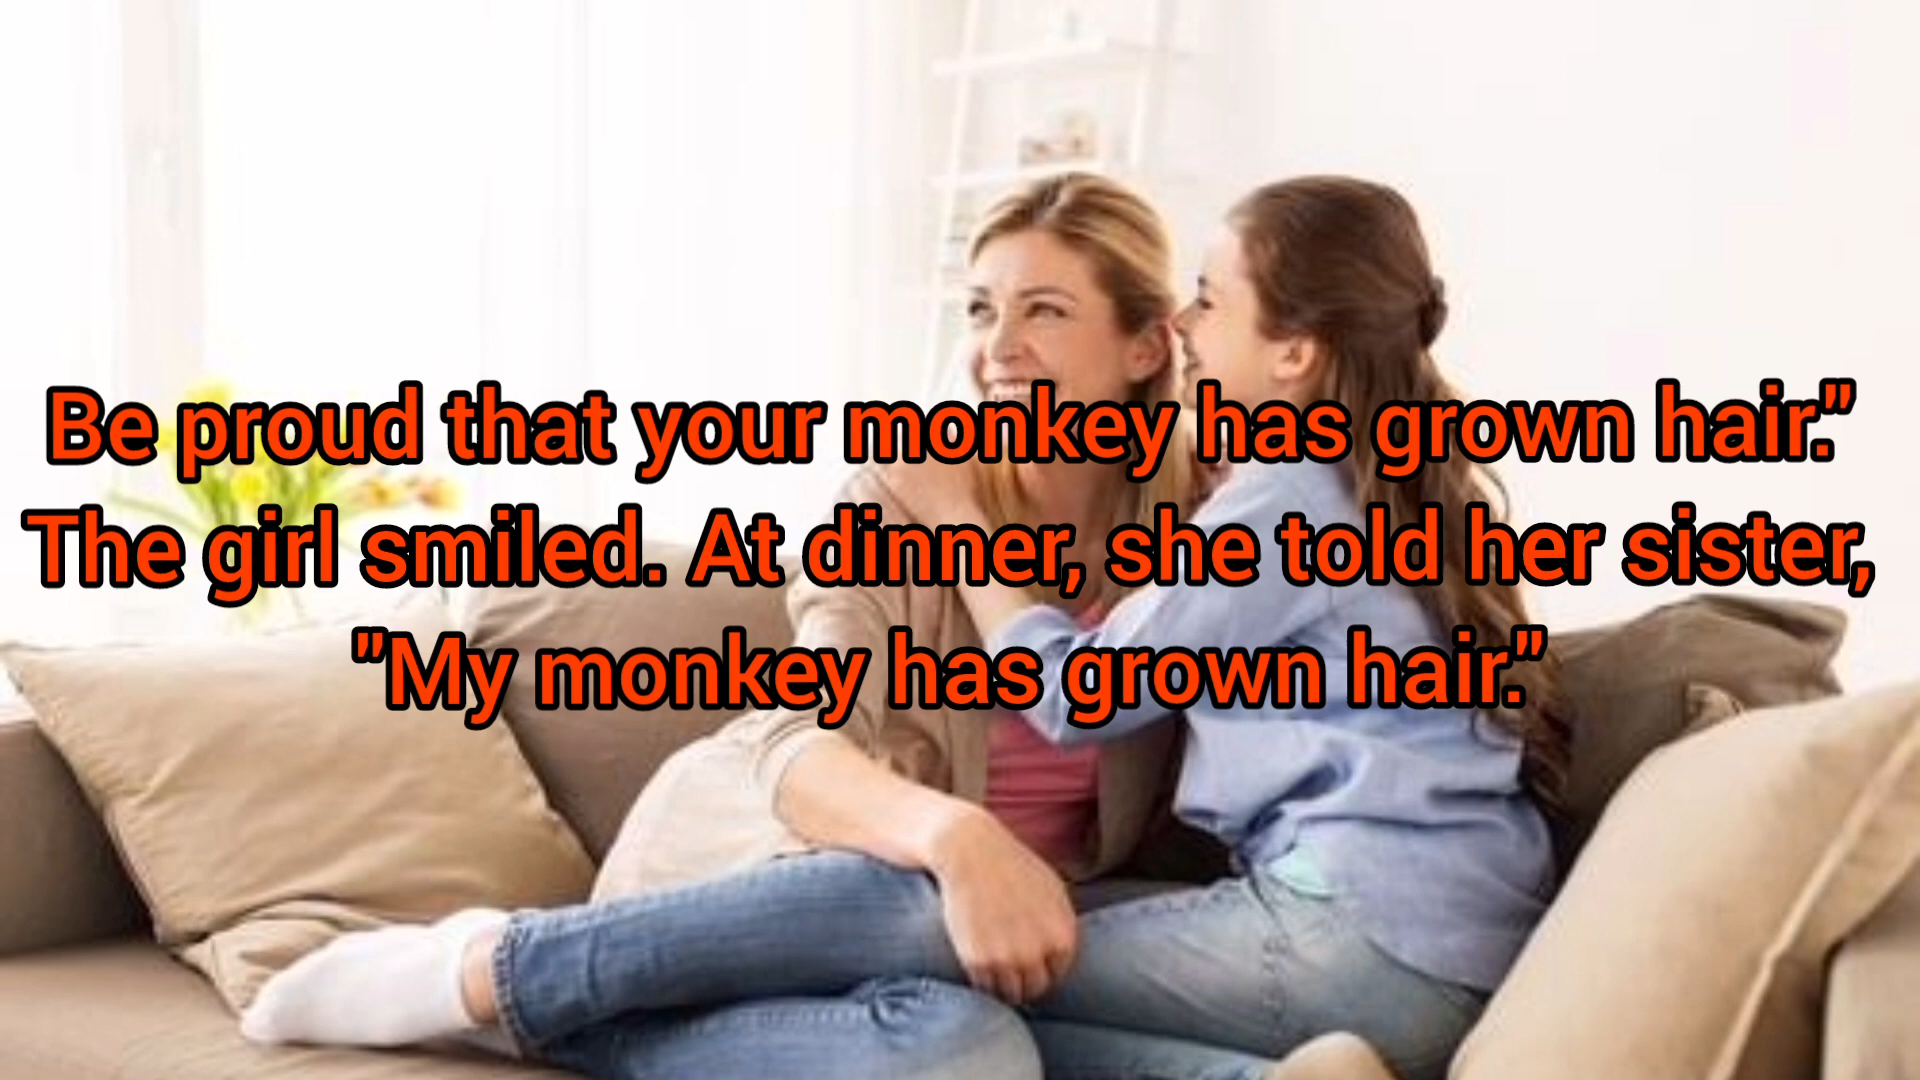 Be proud that your monkey has grown hair."
The girl smiled. At dinner, she told her sister,
"My monkey has grown hair."